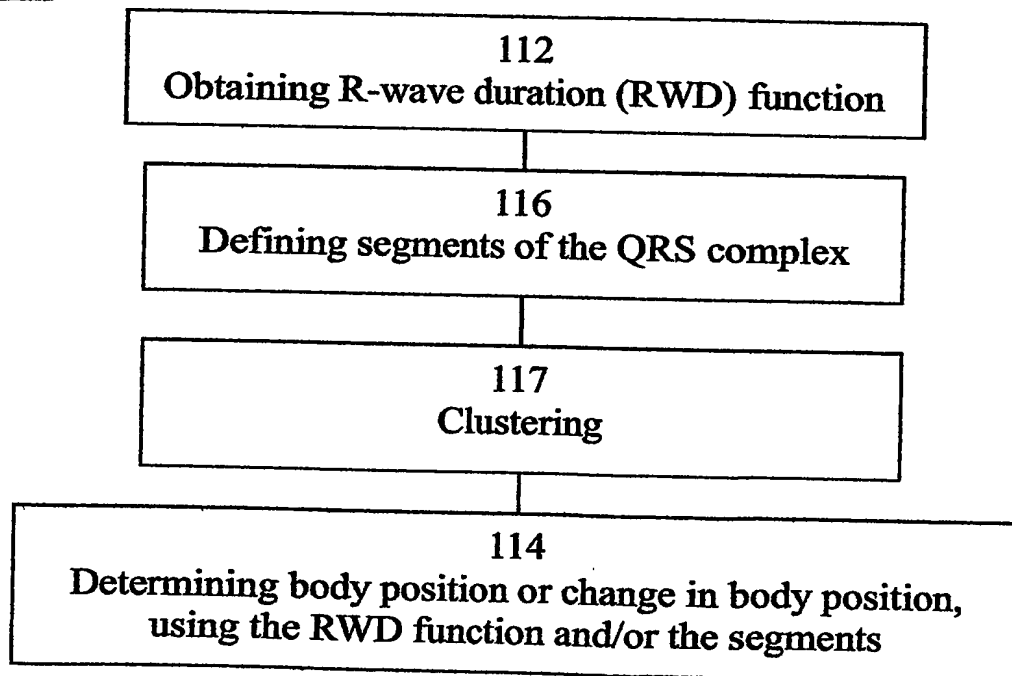 112
Obtaining R-wave duration (RWD) function
116
Defining segments of the QRS complex
117
Clustering
114
Determining body position or change in body position,
using the RWD function and/or the segments